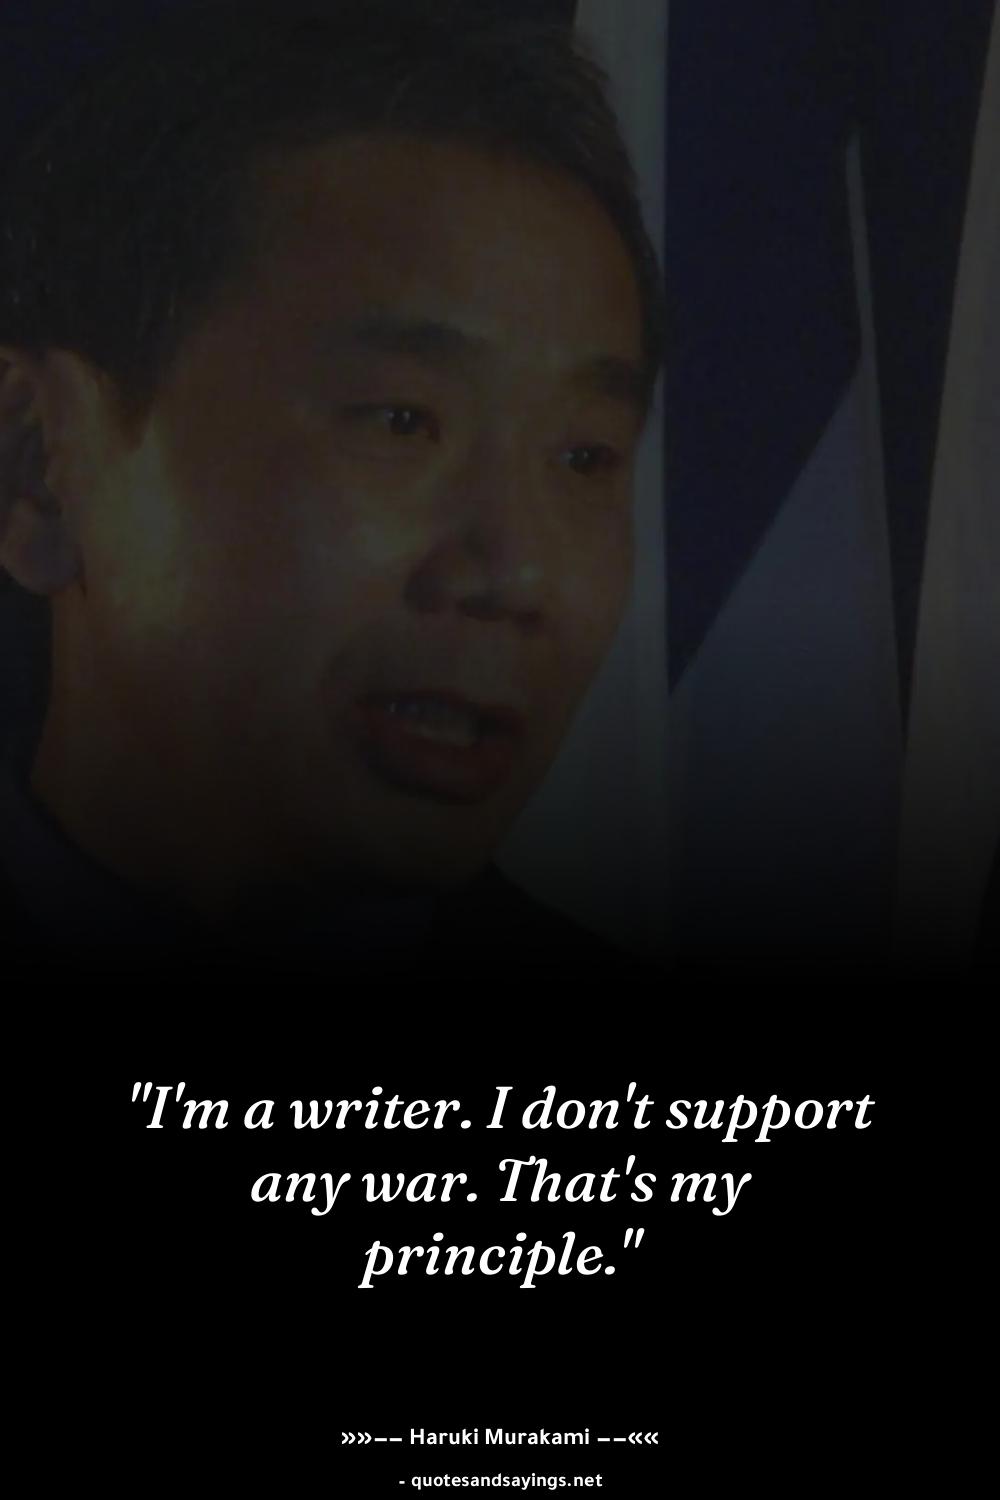 "I'm a writer. I don't support
any war. That's my
principle."
»»–– Haruki Murakami ––««
- quotesandsayings.net